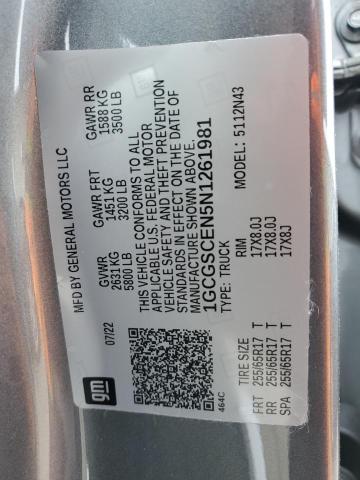 MFD BY GENERAL MOTORS LLC
07/22
GVWR
2631 KG
5800 LB
GAWR FRT
1451 KG
3200 LB
GAWR RR
1588 KG
3500 LB
THIS VEHICLE CONFORMS TO ALL
APPLICABLE U.S. FEDERAL MOTOR
VEHICLE SAFETY AND THEFT PREVENTION
STANDARDS IN EFFECT ON THE DATE OF
MANUFACTURE SHOWN ABOVE.
1GCGSCEN5N1261981
TYPE: TRUCK
MODEL: 5112N43
gm
464C
TIRE SIZE RIM
FRT 255/65R17 T 17X8.0J
RR 255/65R17 T 17X8.0J
SPA 255/65R17 T 17X8J